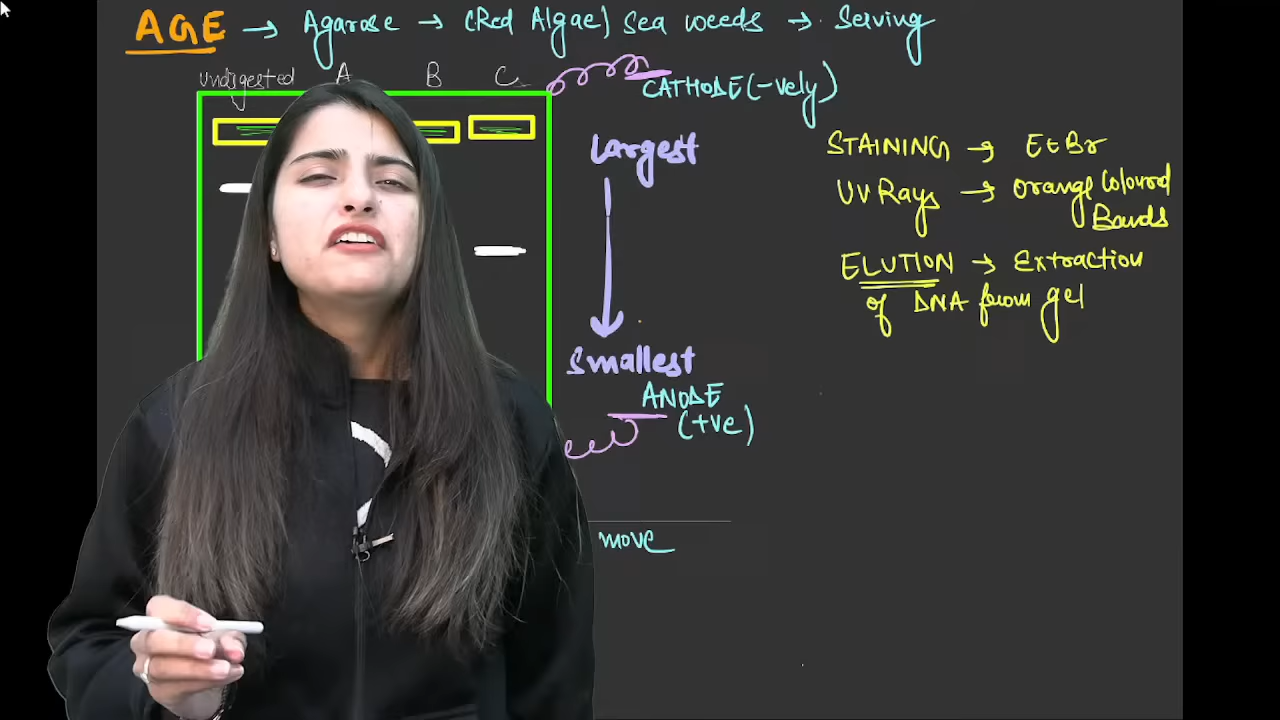 AGE → Agarose → (Red Algae) Sea weeds → Serving
Undigested A B C
CATHODE (-vely)
Largest
Smallest
ANODE
(+ve)
move
STAINING → EtBr
UV Rays → Orange Coloured
Bands
ELUTION → Extraction
of DNA from gel